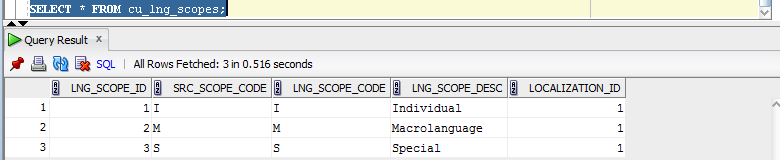 SELECT * FROM cu_lng_scopes;
Query Result x
SQL | All Rows Fetched: 3 in 0.516 seconds
LNG_SCOPE_ID SRC_SCOPE_CODE LNG_SCOPE_CODE LNG_SCOPE_DESC LOCALIZATION_ID
1 1 I I Individual 1
2 2 M M Macrolanguage 1
3 3 S S Special 1